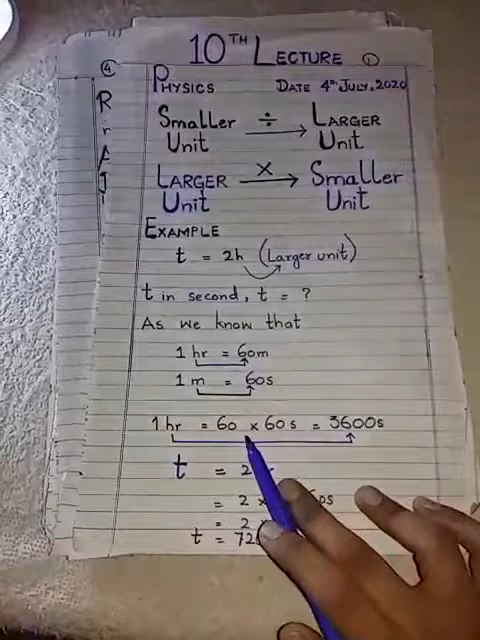 10TH LECTURE 1
4
PHYSICS DATE 4th JULY, 2020
SmalleR Unit ÷ → LARGER Unit
LARGER Unit × → SmalleR Unit
EXAMPLE
t = 2h (Larger unit)
t in second, t = ?
As we know that
1 hr = 60m
1 m = 60s
1 hr = 60 × 60s = 3600s
t = 2
= 2 ×
= 2
t = 72